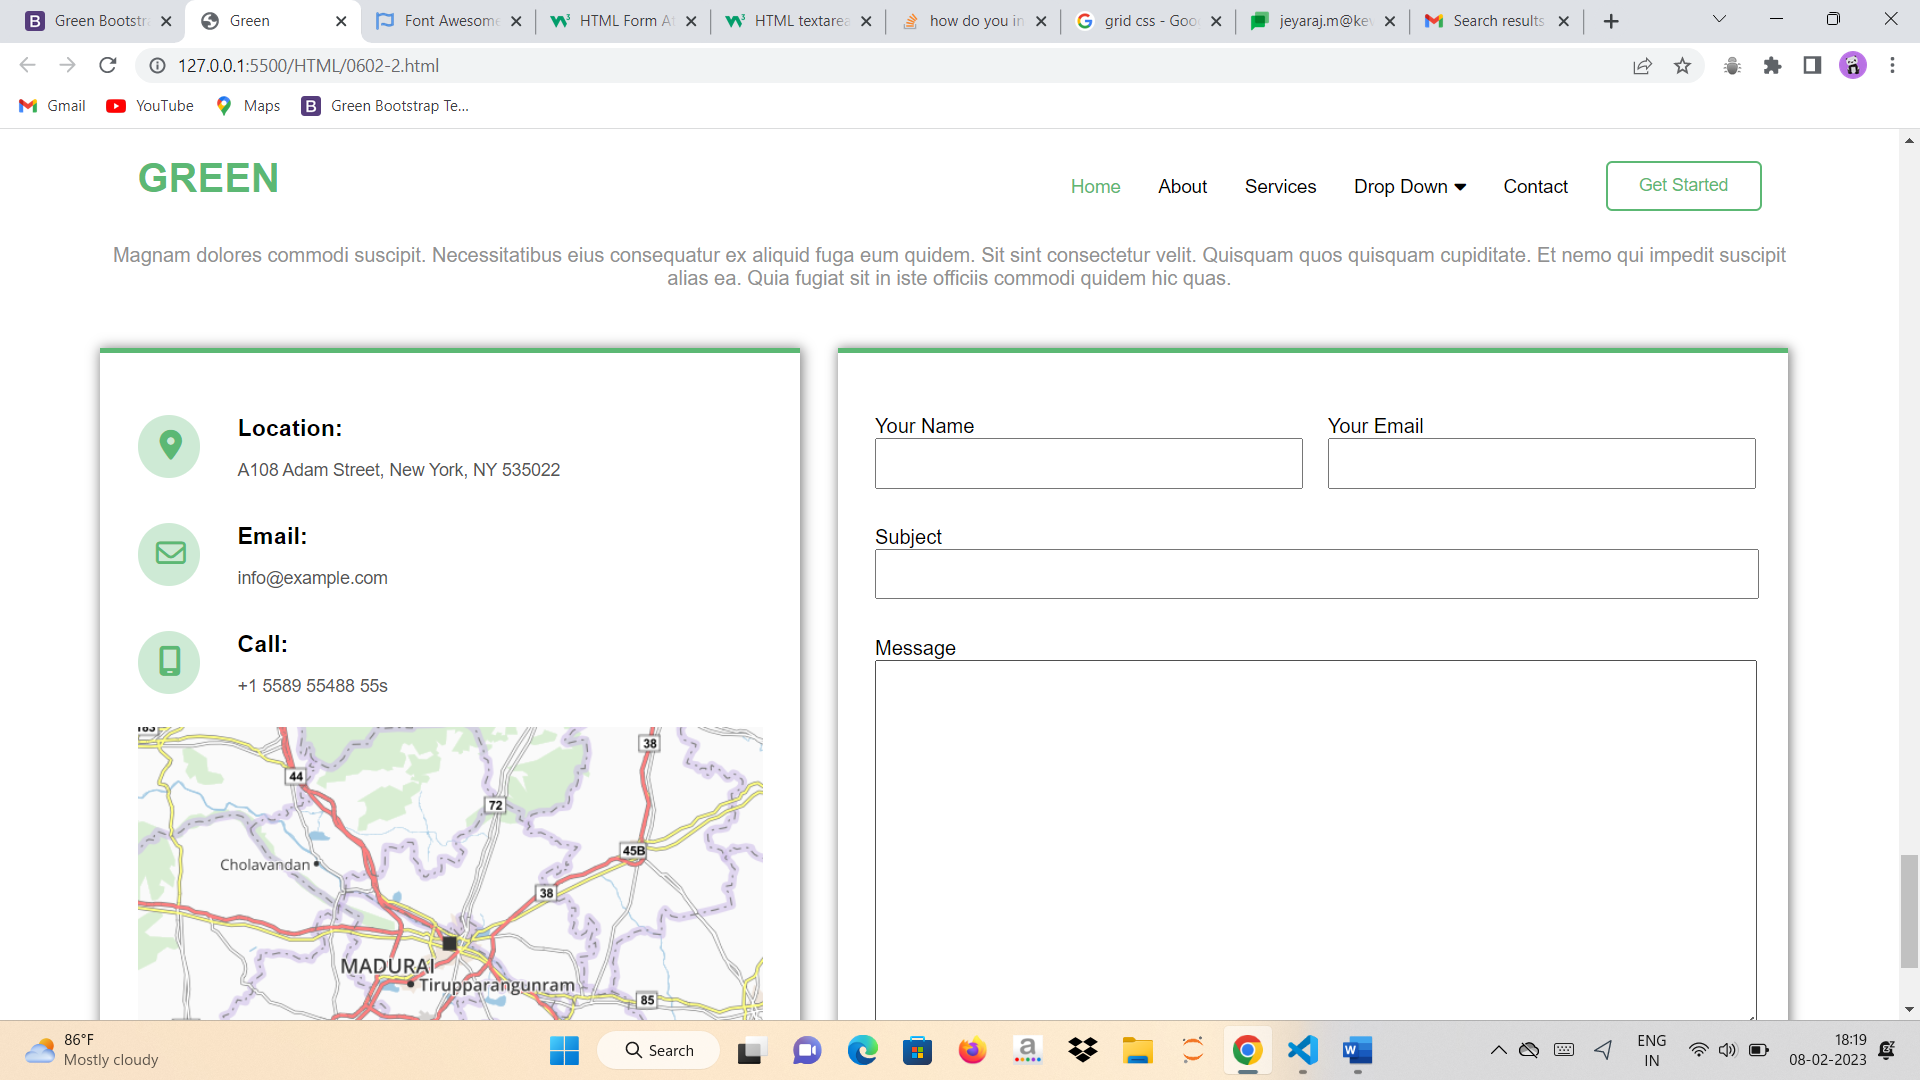 Green Bootstr
Green
Font Awesome
HTML Form At
HTML textarea
how do you in
grid css - Goo
jeyaraj.m@kev
Search results
127.0.0.1:5500/HTML/0602-2.html
Gmail
YouTube
Maps
Green Bootstrap Te...
GREEN
Home
About
Services
Drop Down
Contact
Get Started
Magnam dolores commodi suscipit. Necessitatibus eius consequatur ex aliquid fuga eum quidem. Sit sint consectetur velit. Quisquam quos quisquam cupiditate. Et nemo qui impedit suscipit
alias ea. Quia fugiat sit in iste officiis commodi quidem hic quas.
Location:
A108 Adam Street, New York, NY 535022
Email:
info@example.com
Call:
+1 5589 55488 55s
183
38
44
72
45B
Cholavandan
38
MADURAI
Tirupparangunram
85
Your Name
Your Email
Subject
Message
86°F
Mostly cloudy
Search
ENG
IN
18:19
08-02-2023